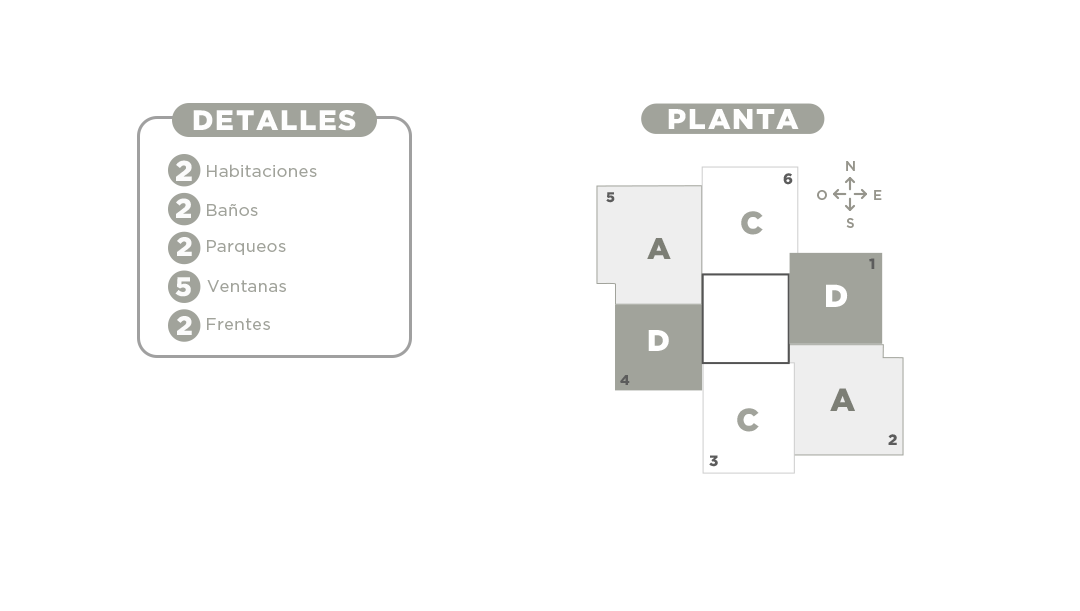 DETALLES
2 Habitaciones
2 Baños
2 Parqueos
5 Ventanas
2 Frentes
PLANTA
N
O E
S
6
C
5
A
1
D
D
4
A
2
C
3